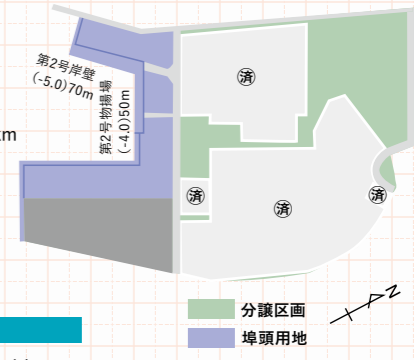 第2号岸壁
(-5.0)70m
第2号物揚場
(-4.0)50m
km
済
済
済
済
分譲区画
埠頭用地
N